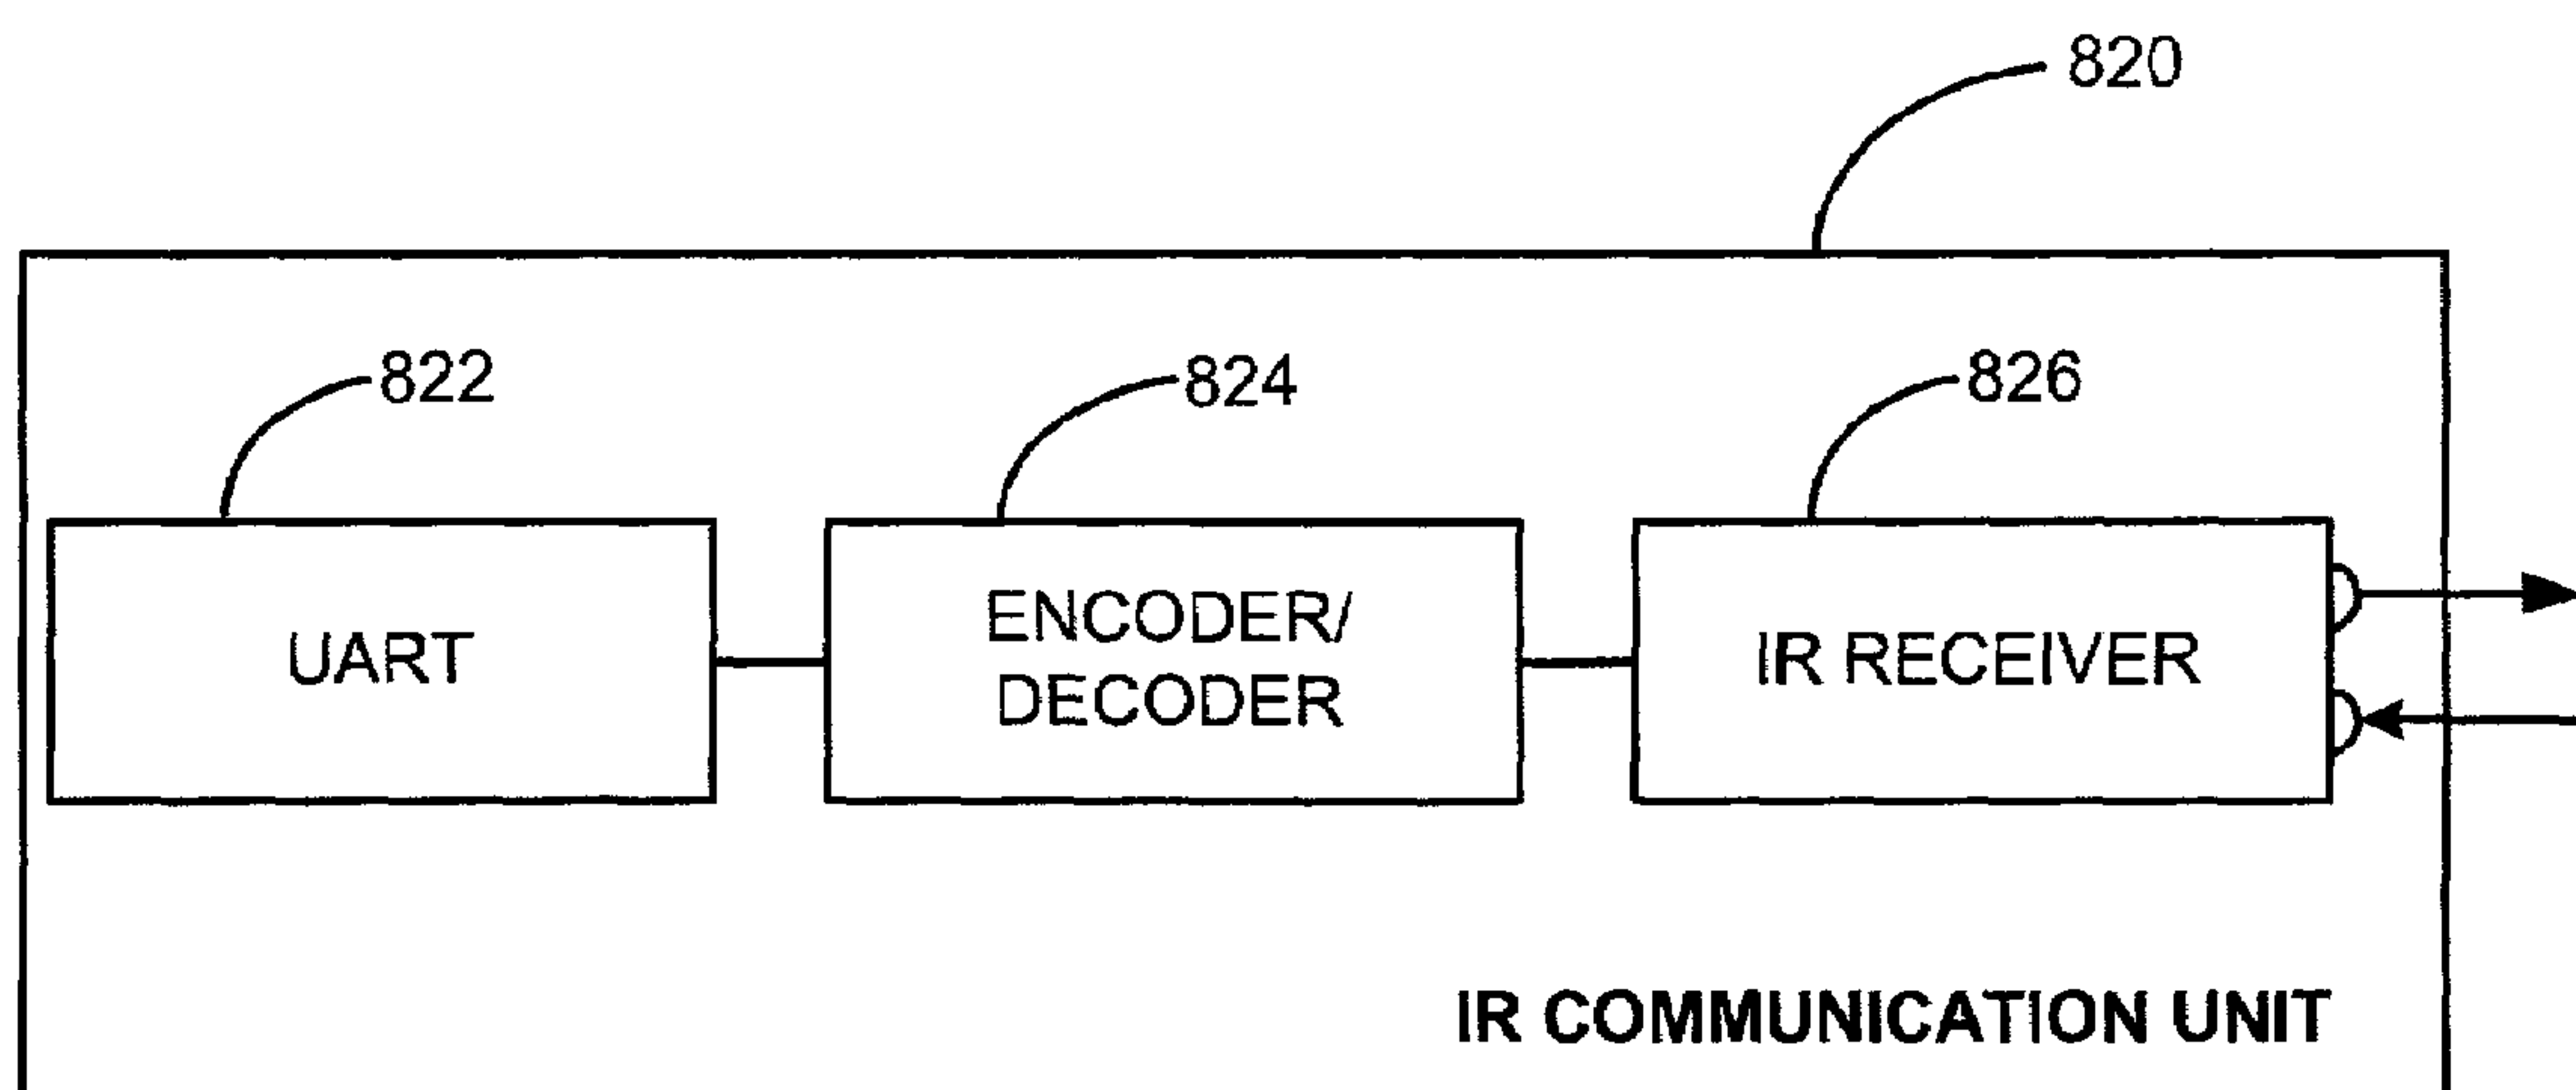 820
822
824
826
UART
ENCODER/
DECODER
IR RECEIVER
IR COMMUNICATION UNIT